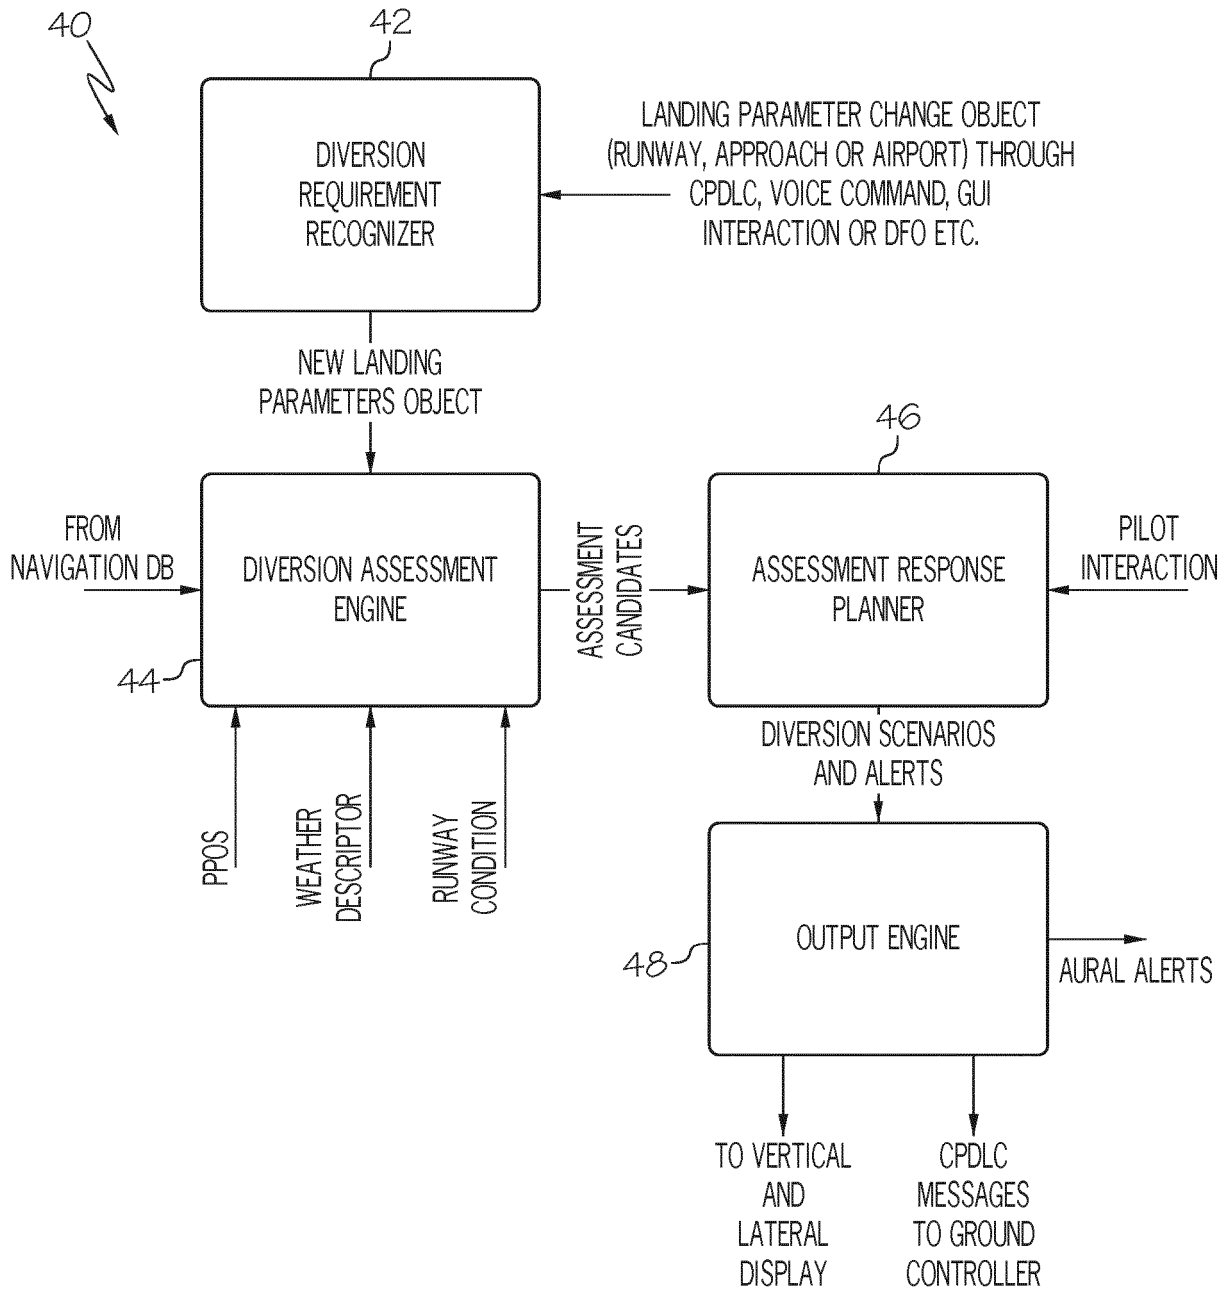 40
42
DIVERSION
REQUIREMENT
RECOGNIZER
LANDING PARAMETER CHANGE OBJECT
(RUNWAY, APPROACH OR AIRPORT) THROUGH
CPDLC, VOICE COMMAND, GUI
INTERACTION OR DFO ETC.
NEW LANDING
PARAMETERS OBJECT
FROM
NAVIGATION DB
DIVERSION ASSESSMENT
ENGINE
44
ASSESSMENT
CANDIDATES
46
ASSESSMENT RESPONSE
PLANNER
PILOT
INTERACTION
PPOS
WEATHER
DESCRIPTOR
RUNWAY
CONDITION
DIVERSION SCENARIOS
AND ALERTS
OUTPUT ENGINE
48
AURAL ALERTS
TO VERTICAL
AND
LATERAL
DISPLAY
CPDLC
MESSAGES
TO GROUND
CONTROLLER